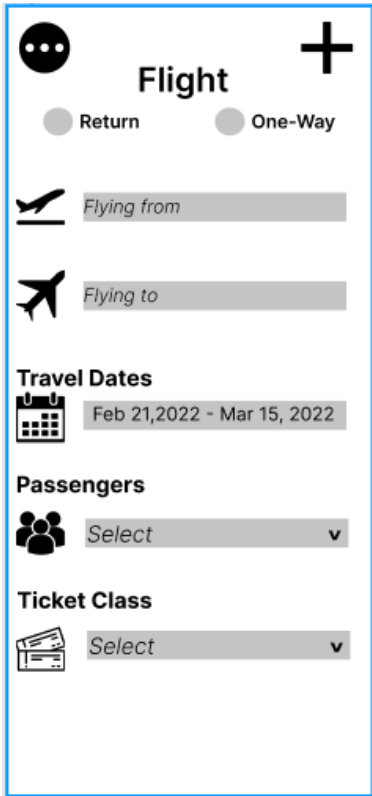 Flight
Return One-Way
Flying from
Flying to
Travel Dates
Feb 21,2022 - Mar 15, 2022
Passengers
Select v
Ticket Class
Select v